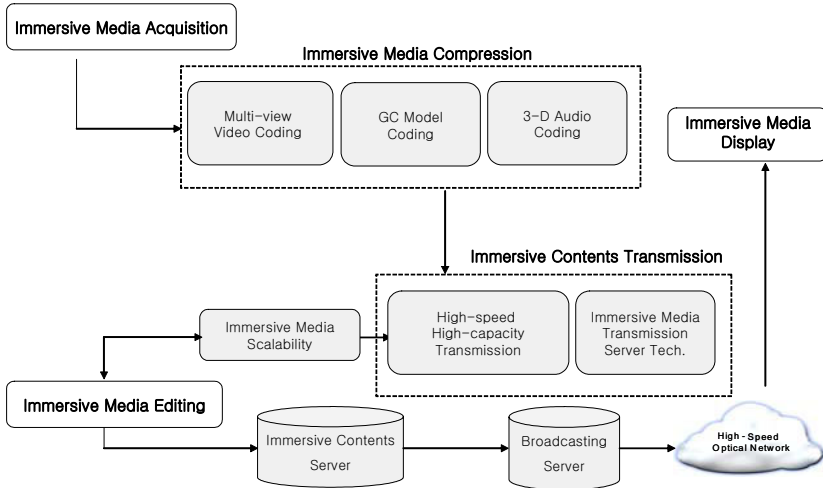 Immersive Media Acquisition
Immersive Media Compression
Multi-view
Video Coding
GC Model
Coding
3-D Audio
Coding
Immersive Media
Display
Immersive Contents Transmission
Immersive Media
Scalability
High-speed
High-capacity
Transmission
Immersive Media
Transmission
Server Tech.
Immersive Media Editing
Immersive Contents
Server
Broadcasting
Server
High - Speed
Optical Network